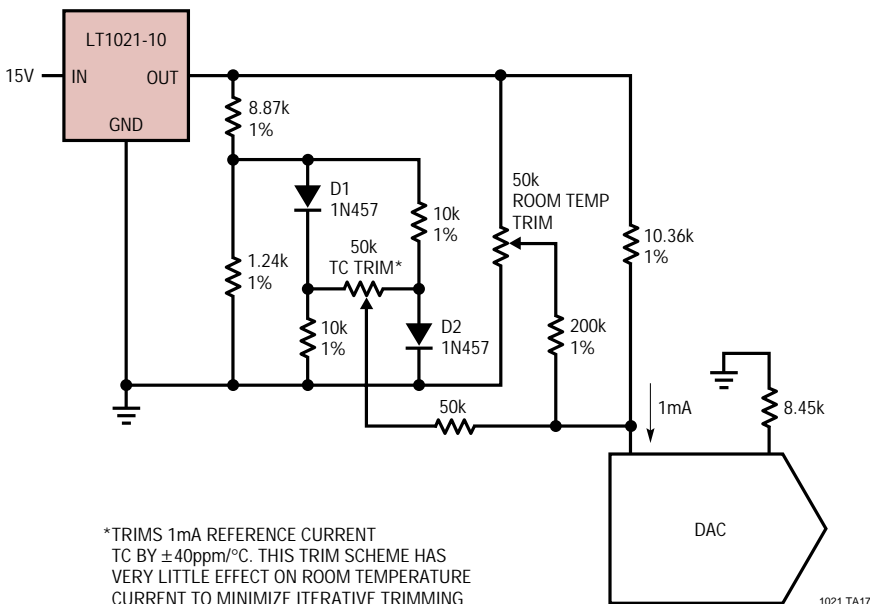 LT1021-10
15V
IN
OUT
GND
8.87k
1%
D1
1N457
10k
1%
50k
ROOM TEMP
TRIM
50k
TC TRIM*
10.36k
1%
1.24k
1%
10k
1%
D2
1N457
200k
1%
50k
1mA
8.45k
DAC
*TRIMS 1mA REFERENCE CURRENT
TC BY ±40ppm/°C. THIS TRIM SCHEME HAS
VERY LITTLE EFFECT ON ROOM TEMPERATURE
CURRENT TO MINIMIZE ITERATIVE TRIMMING
1021 TA17